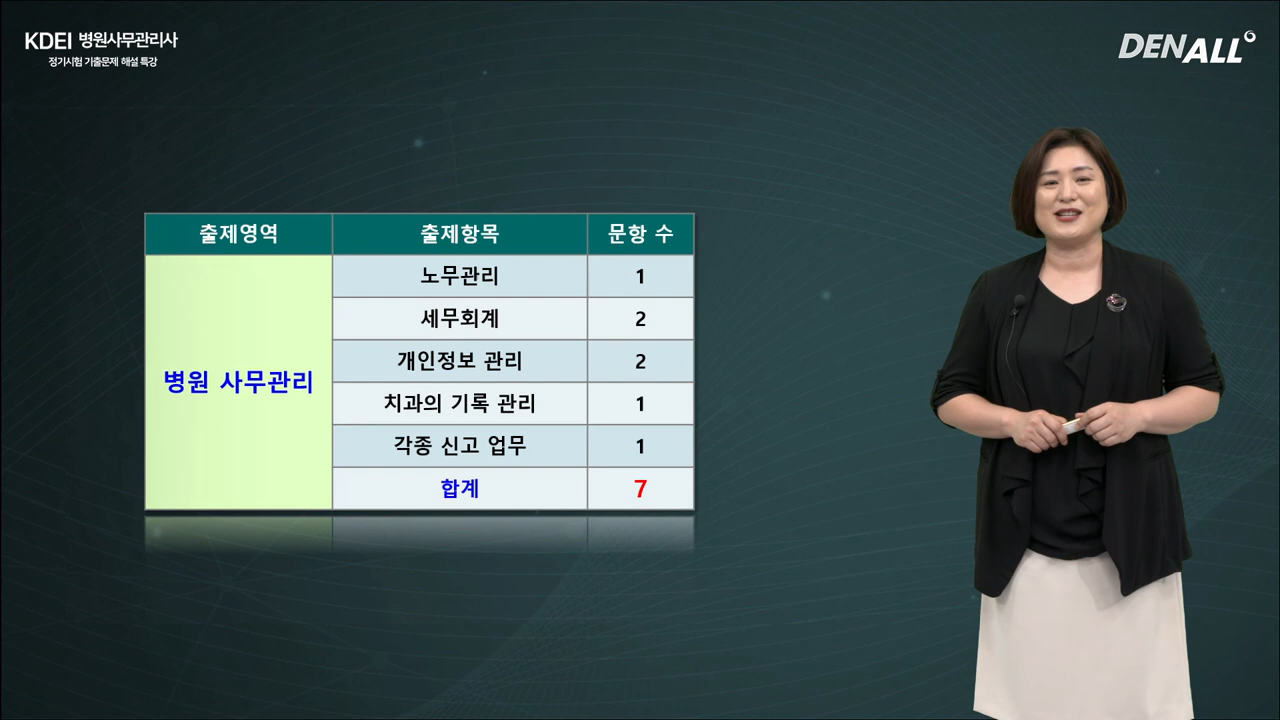 KDEI 병원사무관리사
정기시험 기출문제 해설 특강
DENALL
출제영역 출제항목 문항 수
병원 사무관리
노무관리 1
세무회계 2
개인정보 관리 2
치과의 기록 관리 1
각종 신고 업무 1
합계 7